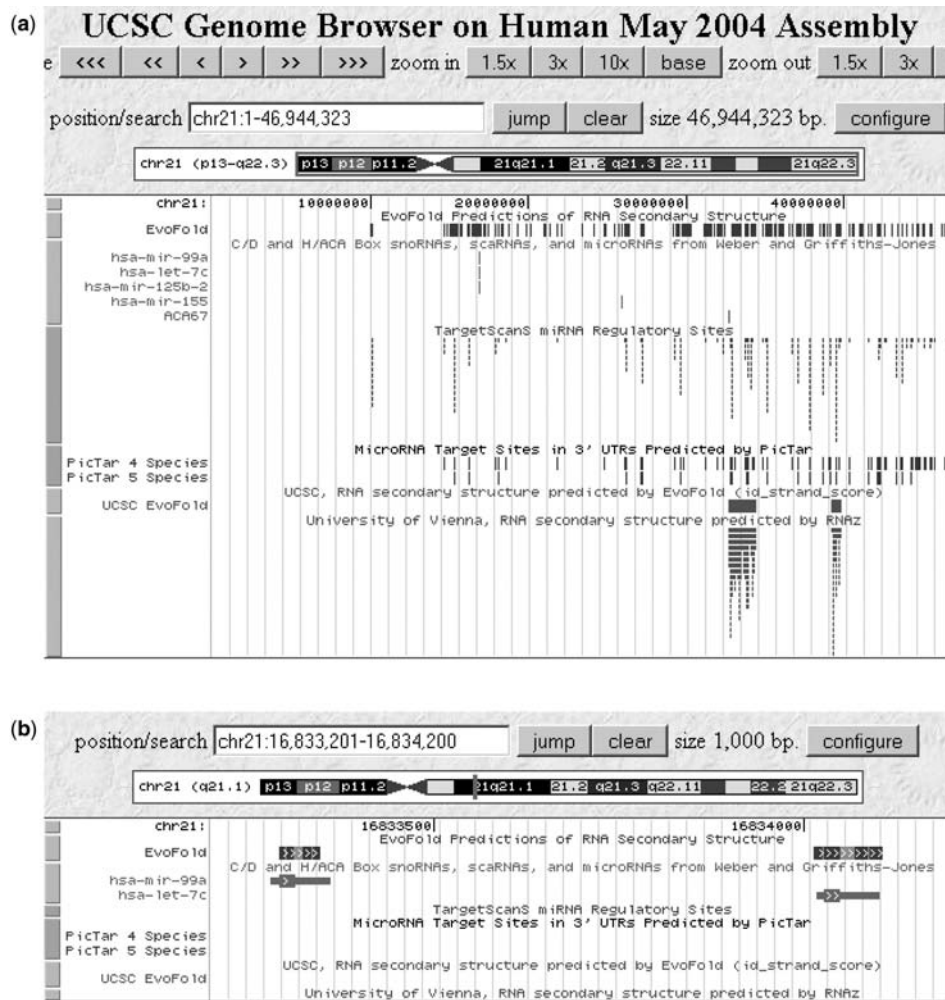 (a)
UCSC Genome Browser on Human May 2004 Assembly
e <<< << < > >> >>> zoom in 1.5x 3x 10x base zoom out 1.5x 3x
position/search chr21:1-46,944,323 jump clear size 46,944,323 bp. configure
chr21 (p13-q22.3) p13 p12 p11.2 21q21.1 21.2 q21.3 22.11 21q22.3
chr21: 10000000 20000000 30000000 40000000
EvoFold Predictions of RNA Secondary Structure
EvoFold
C/D and H/ACA Box snoRNAs, scaRNAs, and microRNAs from Weber and Griffiths-Jones
hsa-mir-99a
hsa-let-7c
hsa-mir-125b-2
hsa-mir-155
ACA67
TargetScanS miRNA Regulatory Sites
MicroRNA Target Sites in 3' UTRs Predicted by PicTar
PicTar 4 Species
PicTar 5 Species
UCSC, RNA secondary structure predicted by EvoFold (id_strand_score)
UCSC EvoFold
University of Vienna, RNA secondary structure predicted by RNAz
(b)
position/search chr21:16,833,201-16,834,200 jump clear size 1,000 bp. configure
chr21 (q21.1) p13 p12 p11.2 21q21.1 21.2 q21.3 q22.11 22.2 21q22.3
chr21: 16833500 16834000
EvoFold Predictions of RNA Secondary Structure
EvoFold
C/D and H/ACA Box snoRNAs, scaRNAs, and microRNAs from Weber and Griffiths-Jones
hsa-mir-99a
hsa-let-7c
TargetScanS miRNA Regulatory Sites
MicroRNA Target Sites in 3' UTRs Predicted by PicTar
PicTar 4 Species
PicTar 5 Species
UCSC, RNA secondary structure predicted by EvoFold (id_strand_score)
UCSC EvoFold
University of Vienna, RNA secondary structure predicted by RNAz